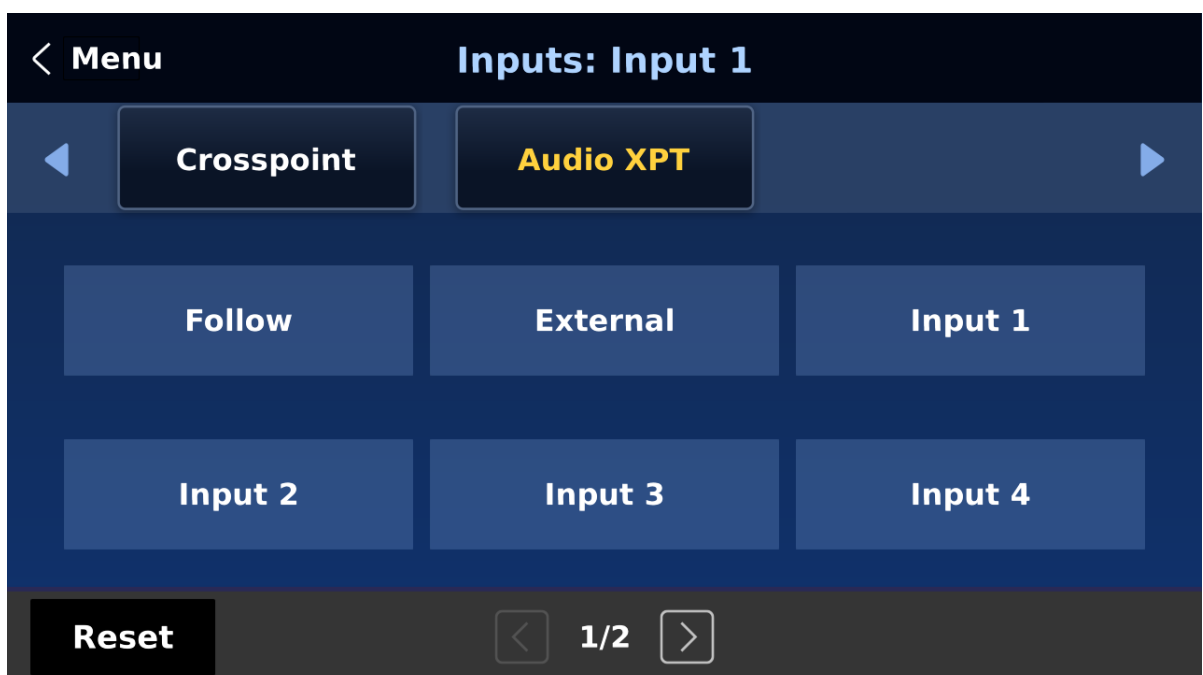 Menu
Inputs: Input 1
Crosspoint
Audio XPT
Follow
External
Input 1
Input 2
Input 3
Input 4
Reset
1/2